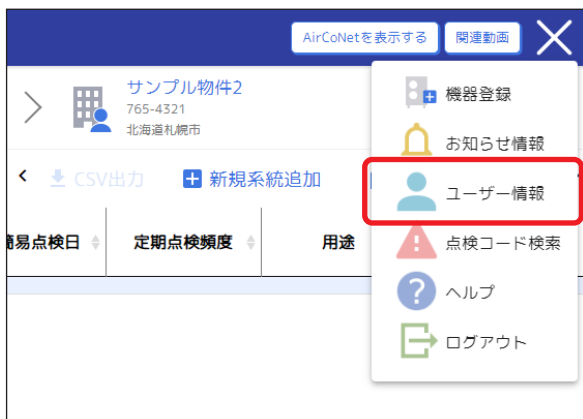 AirCoNetを表示する
関連動画
サンプル物件2
765-4321
北海道札幌市
CSV出力
新規系統追加
簡易点検日
定期点検頻度
用途
機器登録
お知らせ情報
ユーザー情報
点検コード検索
ヘルプ
ログアウト